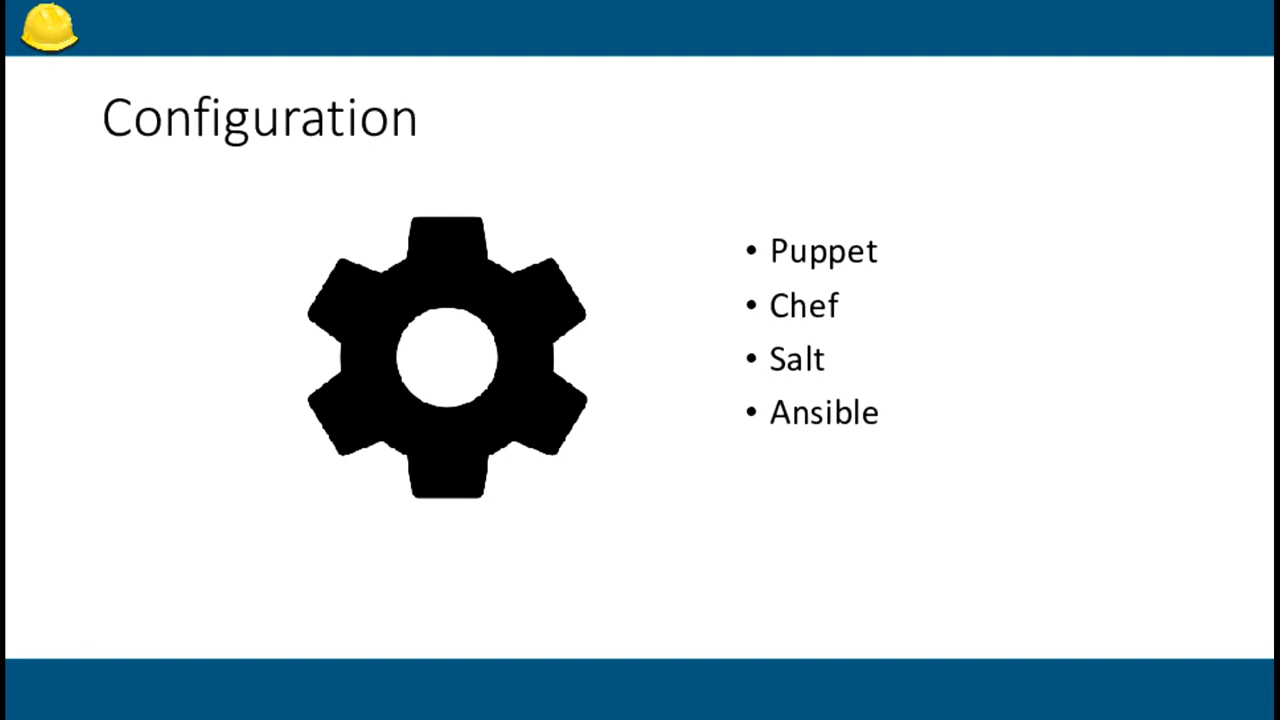 Configuration
• Puppet
• Chef
• Salt
• Ansible